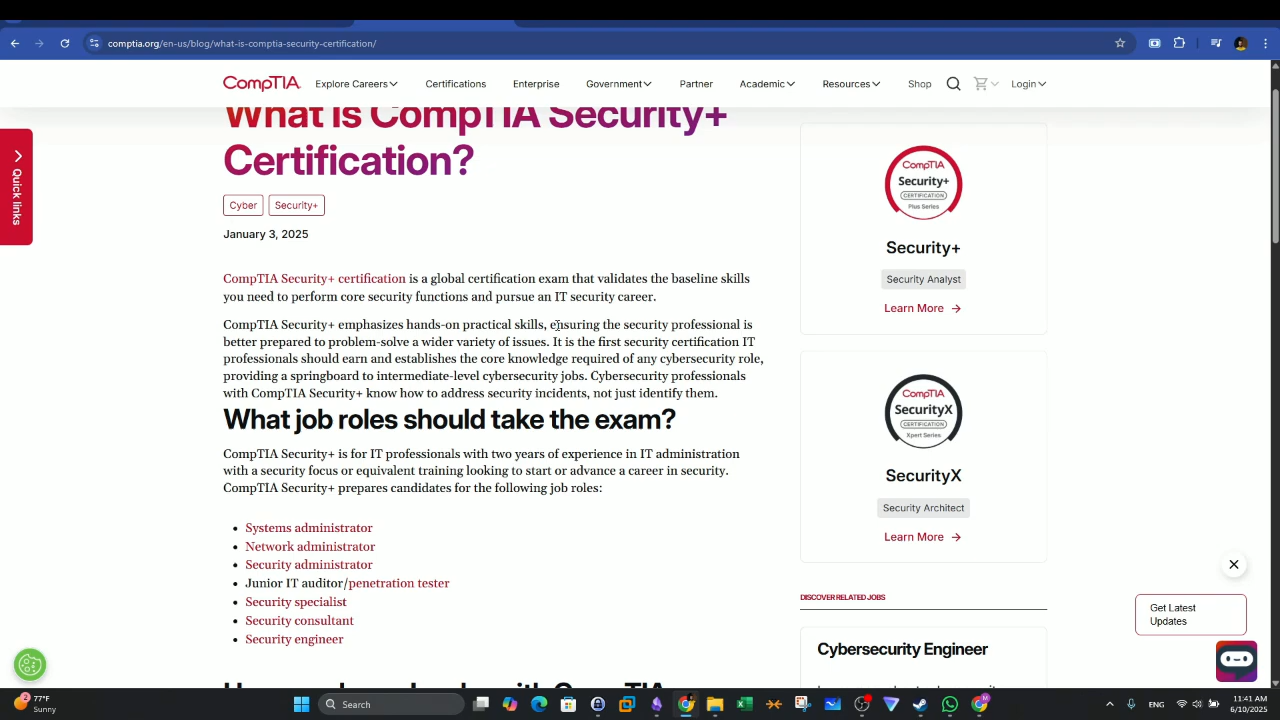 comptia.org/en-us/blog/what-is-comptia-security-certification/
CompTIA.
Explore Careers
Certifications
Enterprise
Government
Partner
Academic
Resources
Shop
Login
Quick links
What is CompTIA Security+
Certification?
Cyber
Security+
January 3, 2025
CompTIA Security+ certification is a global certification exam that validates the baseline skills
you need to perform core security functions and pursue an IT security career.
CompTIA Security+ emphasizes hands-on practical skills, ensuring the security professional is
better prepared to problem-solve a wider variety of issues. It is the first security certification IT
professionals should earn and establishes the core knowledge required of any cybersecurity role,
providing a springboard to intermediate-level cybersecurity jobs. Cybersecurity professionals
with CompTIA Security+ know how to address security incidents, not just identify them.
What job roles should take the exam?
CompTIA Security+ is for IT professionals with two years of experience in IT administration
with a security focus or equivalent training looking to start or advance a career in security.
CompTIA Security+ prepares candidates for the following job roles:
Systems administrator
Network administrator
Security administrator
Junior IT auditor/penetration tester
Security specialist
Security consultant
Security engineer
CompTIA
Security+
CERTIFICATION
Plus Series
Security+
Security Analyst
Learn More
CompTIA
SecurityX
CERTIFICATION
Xpert Series
SecurityX
Security Architect
Learn More
DISCOVER RELATED JOBS
Cybersecurity Engineer
Get Latest
Updates
77°F
Sunny
Search
11:41 AM
6/10/2025